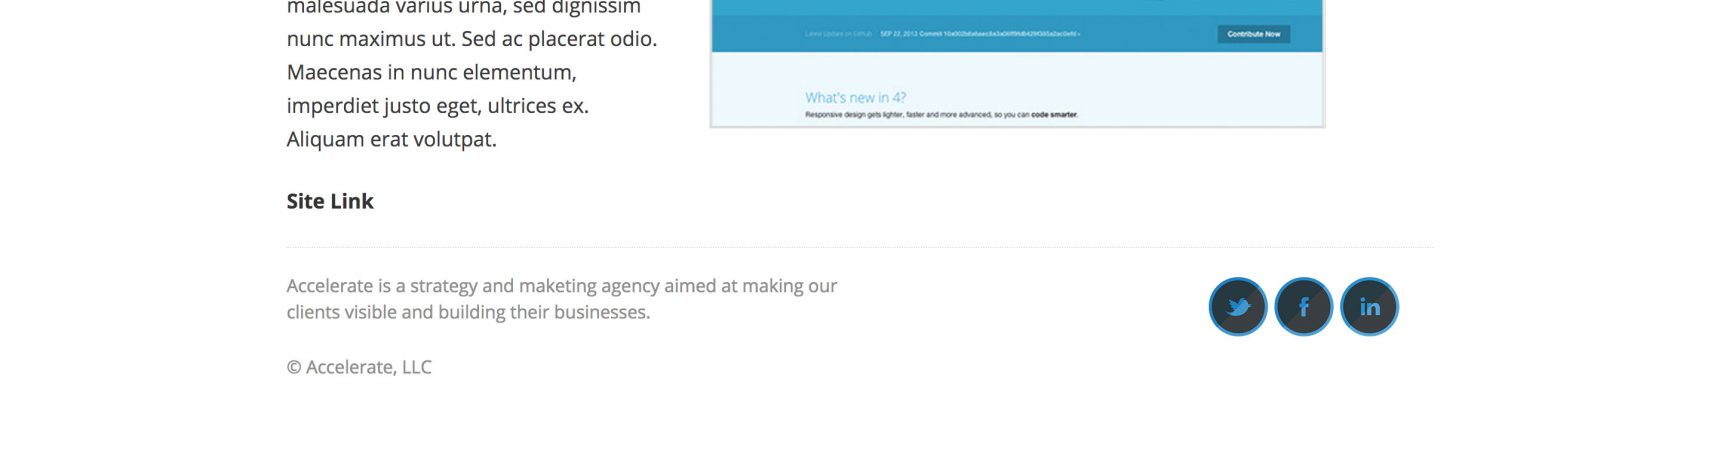 malesuada varius urna, sed dignissim
nunc maximus ut. Sed ac placerat odio.
Maecenas in nunc elementum,
imperdiet justo eget, ultrices ex.
Aliquam erat volutpat.
Site Link
Latest Update on Github SEP 22, 2013 Commit
Contribute Now
What's new in 4?
Responsive design gets lighter, faster and more advanced, so you can code smarter.
Accelerate is a strategy and maketing agency aimed at making our
clients visible and building their businesses.
© Accelerate, LLC